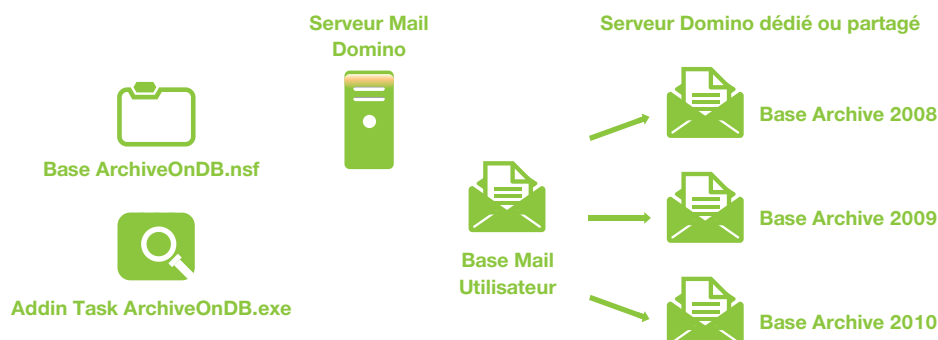 Serveur Mail
Domino
Serveur Domino dédié ou partagé
Base ArchiveOnDB.nsf
Addin Task ArchiveOnDB.exe
Base Mail
Utilisateur
Base Archive 2008
Base Archive 2009
Base Archive 2010